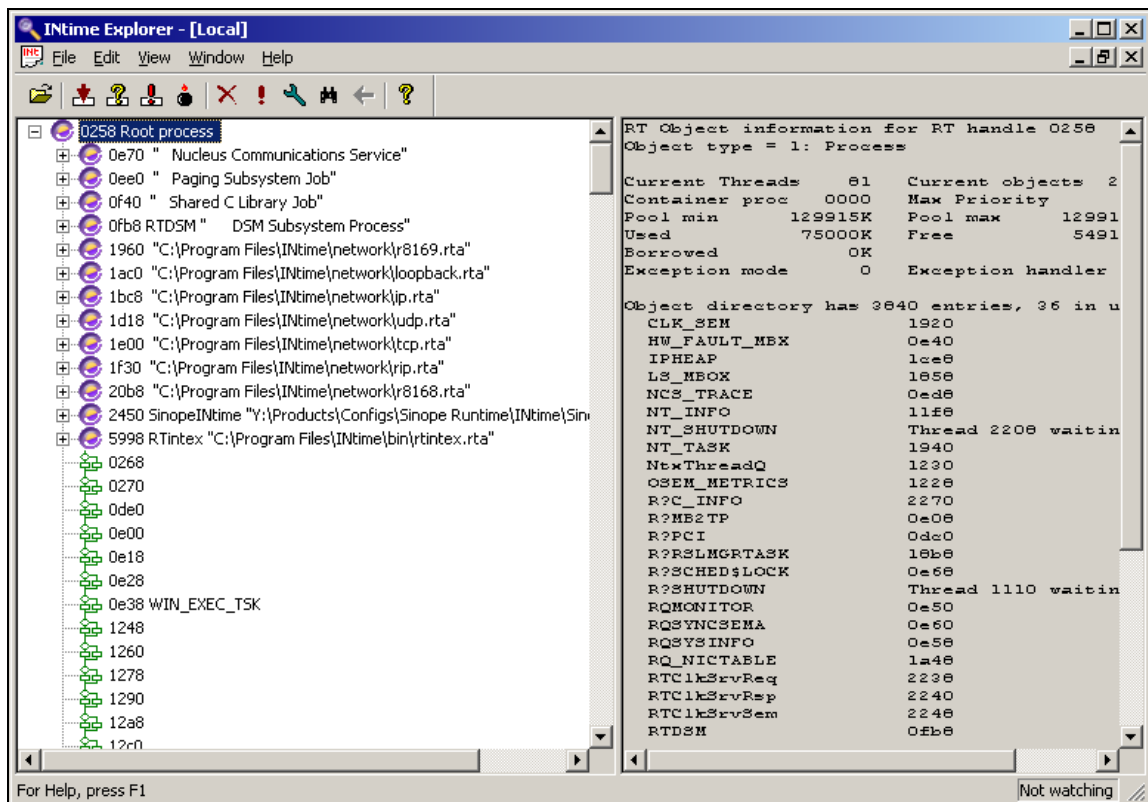 INtime Explorer - [Local]
File Edit View Window Help
0258 Root process
0e70 " Nucleus Communications Service"
0ee0 " Paging Subsystem Job"
0f40 " Shared C Library Job"
0fb8 RTDSM " DSM Subsystem Process"
1960 "C:\Program Files\INtime\network\r8169.rta"
1ac0 "C:\Program Files\INtime\network\loopback.rta"
1bc8 "C:\Program Files\INtime\network\ip.rta"
1d18 "C:\Program Files\INtime\network\udp.rta"
1e00 "C:\Program Files\INtime\network\tcp.rta"
1f30 "C:\Program Files\INtime\network\rip.rta"
20b8 "C:\Program Files\INtime\network\r8168.rta"
2450 SinopeINtime "Y:\Products\Configs\Sinope Runtime\INtime\Sin
5998 RTintex "C:\Program Files\INtime\bin\rtintex.rta"
0268
0270
0de0
0e00
0e18
0e28
0e38 WIN_EXEC_TSK
1248
1260
1278
1290
12a8
12c0
RT Object information for RT handle 0258
Object type = 1: Process
Current Threads 81 Current objects 2
Container proc 0000 Max Priority
Pool min 129915K Pool max 12991
Used 75000K Free 5491
Borrowed 0K
Exception mode 0 Exception handler
Object directory has 3840 entries, 36 in u
CLK_SEM 1920
HW_FAULT_MBX 0e40
IPHEAP 1ce8
LS_MBOX 1858
NCS_TRACE 0ed8
NT_INFO 11f8
NT_SHUTDOWN Thread 2208 waitin
NT_TASK 1940
NtxThreadQ 1230
OSEM_METRICS 1228
R?C_INFO 2270
R?MB2TP 0e08
R?PCI 0dc0
R?RSLMGRTASK 18b8
R?SCHED$LOCK 0e68
R?SHUTDOWN Thread 1110 waitin
RQMONITOR 0e50
RQSYNCSEMA 0e60
RQSYSINFO 0e58
RQ_NICTABLE 1a48
RTClkSrvReq 2238
RTClkSrvRsp 2240
RTClkSrvSem 2248
RTDSM 0fb8
For Help, press F1
Not watching